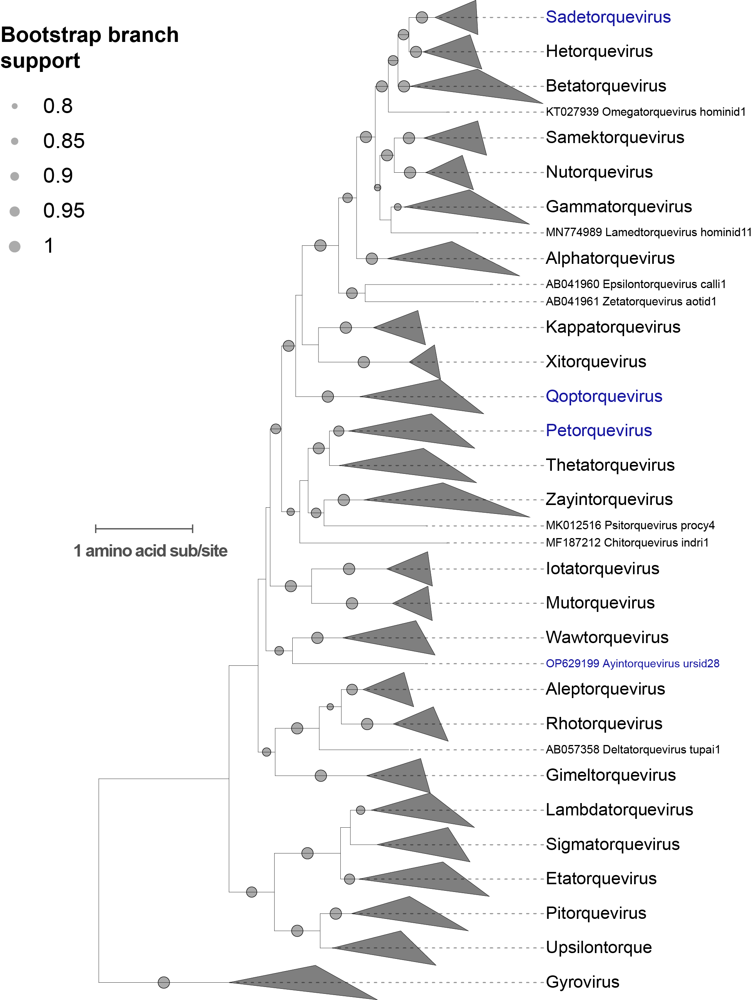 Bootstrap branch
support
0.8
0.85
0.9
0.95
1
1 amino acid sub/site
Sadetorquevirus
Hetorquevirus
Betatorquevirus
KT027939 Omegatorquevirus hominid1
Samektorquevirus
Nutorquevirus
Gammatorquevirus
MN774989 Lamedtorquevirus hominid11
Alphatorquevirus
AB041960 Epsilontorquevirus calli1
AB041961 Zetatorquevirus aotid1
Kappatorquevirus
Xitorquevirus
Qoptorquevirus
Petorquevirus
Thetatorquevirus
Zayintorquevirus
MK012516 Psitorquevirus procy4
MF187212 Chitorquevirus indri1
Iotatorquevirus
Mutorquevirus
Wawtorquevirus
OP629199 Ayintorquevirus ursid28
Aleptorquevirus
Rhotorquevirus
AB057358 Deltatorquevirus tupai1
Gimeltorquevirus
Lambdatorquevirus
Sigmatorquevirus
Etatorquevirus
Pitorquevirus
Upsilontorque
Gyrovirus